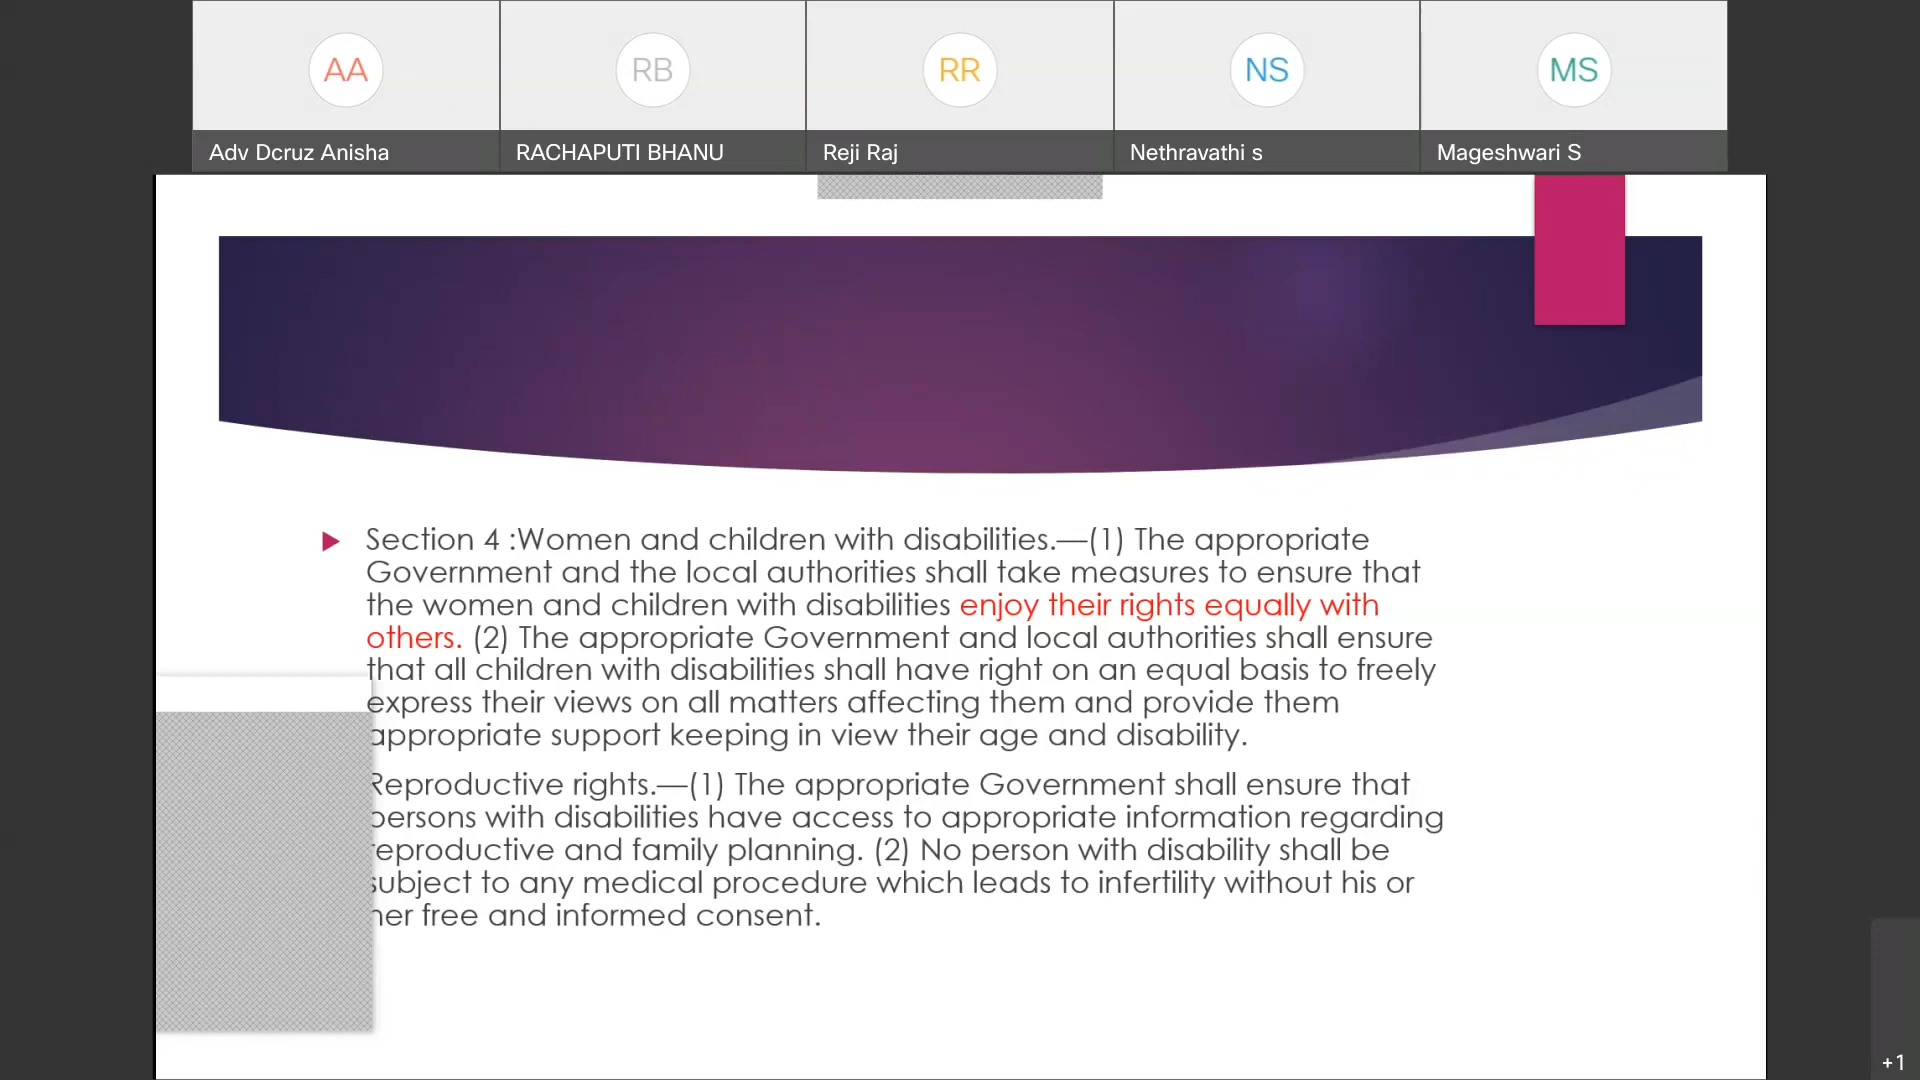 AA RB RR NS MS
Adv Dcruz Anisha RACHAPUTI BHANU Reji Raj Nethravathi s Mageshwari S
Section 4 :Women and children with disabilities.—(1) The appropriate
Government and the local authorities shall take measures to ensure that
the women and children with disabilities enjoy their rights equally with
others. (2) The appropriate Government and local authorities shall ensure
that all children with disabilities shall have right on an equal basis to freely
express their views on all matters affecting them and provide them
appropriate support keeping in view their age and disability.
Reproductive rights.—(1) The appropriate Government shall ensure that
persons with disabilities have access to appropriate information regarding
reproductive and family planning. (2) No person with disability shall be
subject to any medical procedure which leads to infertility without his or
her free and informed consent.
+1